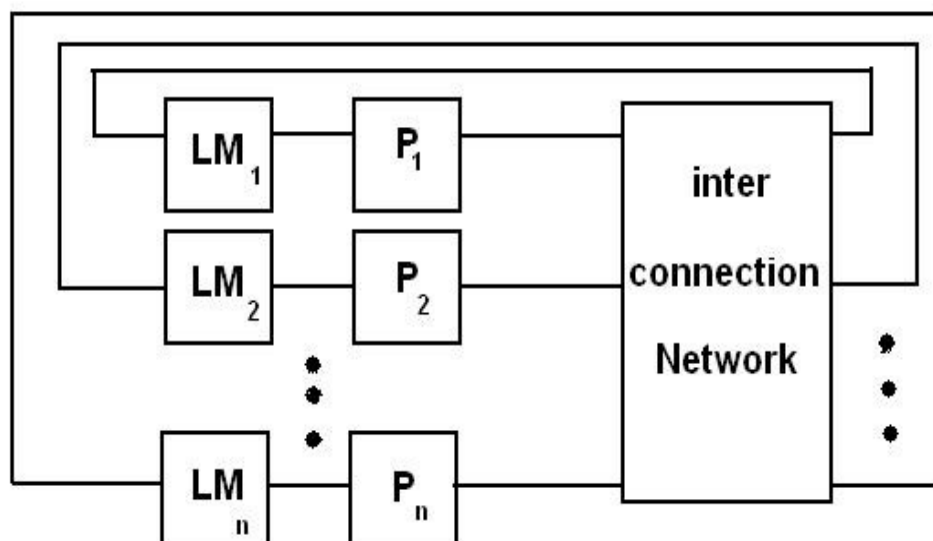 LM1 P1
inter
connection
Network
LM2 P2
LMn Pn